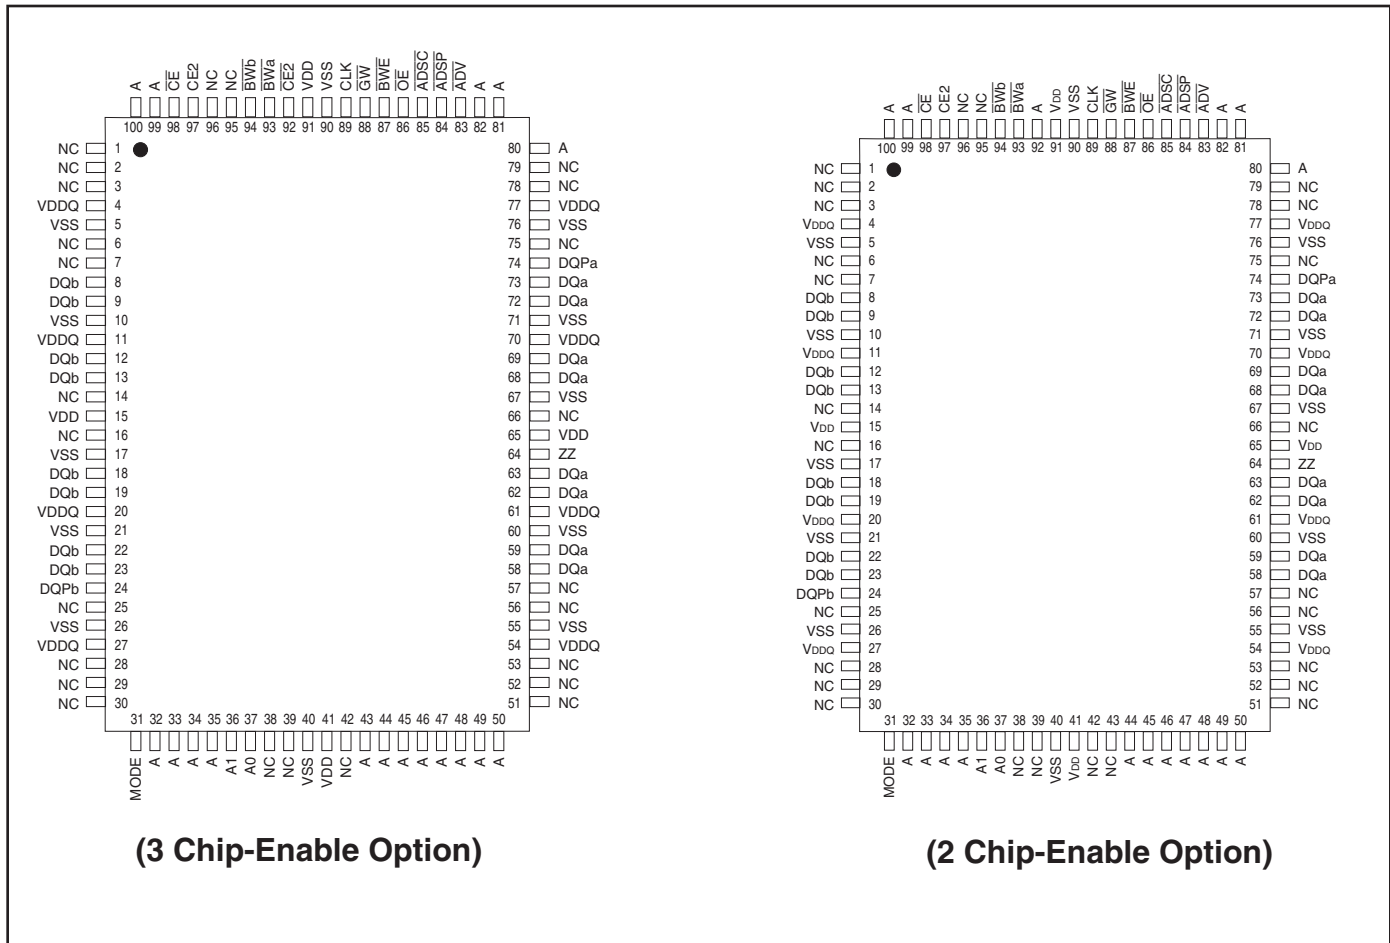 A A CE CE2 NC NC BWb BWa CE2 VDD VSS CLK GW BWE OE ADSC ADSP ADV A A
100 99 98 97 96 95 94 93 92 91 90 89 88 87 86 85 84 83 82 81
NC 1 80 A
NC 2 79 NC
NC 3 78 NC
VDDQ 4 77 VDDQ
VSS 5 76 VSS
NC 6 75 NC
NC 7 74 DQPa
DQb 8 73 DQa
DQb 9 72 DQa
VSS 10 71 VSS
VDDQ 11 70 VDDQ
DQb 12 69 DQa
DQb 13 68 DQa
NC 14 67 VSS
VDD 15 66 NC
NC 16 65 VDD
VSS 17 64 ZZ
DQb 18 63 DQa
DQb 19 62 DQa
VDDQ 20 61 VDDQ
VSS 21 60 VSS
DQb 22 59 DQa
DQb 23 58 DQa
DQPb 24 57 NC
NC 25 56 NC
VSS 26 55 VSS
VDDQ 27 54 VDDQ
NC 28 53 NC
NC 29 52 NC
NC 30 51 NC
31 32 33 34 35 36 37 38 39 40 41 42 43 44 45 46 47 48 49 50
MODE A A A A A1 A0 NC NC VSS VDD NC A A A A A A A A
(3 Chip-Enable Option)
A A CE CE2 NC NC BWb BWa A VDD VSS CLK GW BWE OE ADSC ADSP ADV A A
100 99 98 97 96 95 94 93 92 91 90 89 88 87 86 85 84 83 82 81
NC 1 80 A
NC 2 79 NC
NC 3 78 NC
VDDQ 4 77 VDDQ
VSS 5 76 VSS
NC 6 75 NC
NC 7 74 DQPa
DQb 8 73 DQa
DQb 9 72 DQa
VSS 10 71 VSS
VDDQ 11 70 VDDQ
DQb 12 69 DQa
DQb 13 68 DQa
NC 14 67 VSS
VDD 15 66 NC
NC 16 65 VDD
VSS 17 64 ZZ
DQb 18 63 DQa
DQb 19 62 DQa
VDDQ 20 61 VDDQ
VSS 21 60 VSS
DQb 22 59 DQa
DQb 23 58 DQa
DQPb 24 57 NC
NC 25 56 NC
VSS 26 55 VSS
VDDQ 27 54 VDDQ
NC 28 53 NC
NC 29 52 NC
NC 30 51 NC
31 32 33 34 35 36 37 38 39 40 41 42 43 44 45 46 47 48 49 50
MODE A A A A A1 A0 NC NC VSS VDD NC NC A A A A A A A
(2 Chip-Enable Option)